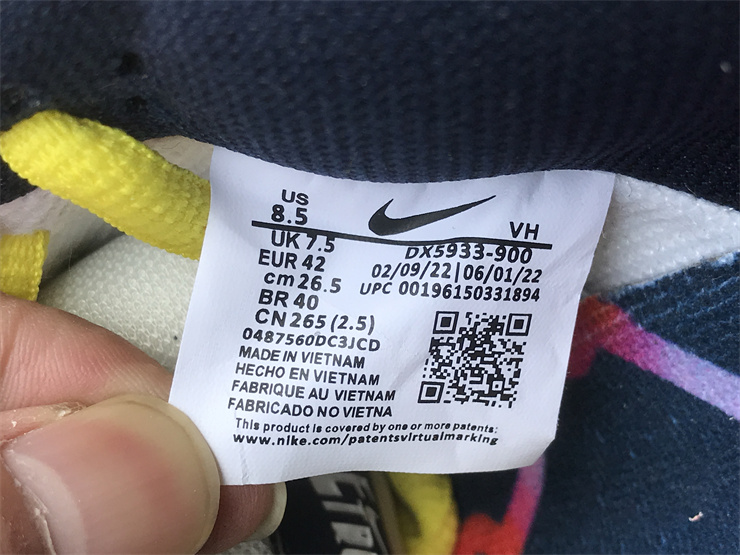 US
8.5
VH
UK 7.5
DX5933-900
EUR 42
02/09/22 | 06/01/22
cm 26.5
UPC 00196150331894
BR 40
CN 265 (2.5)
0487560DC3JCD
MADE IN VIETNAM
HECHO EN VIETNAM
FABRIQUE AU VIETNAM
FABRICADO NO VIETNA
This product is covered by one or more patents:
www.nike.com/patentsvirtualmarking